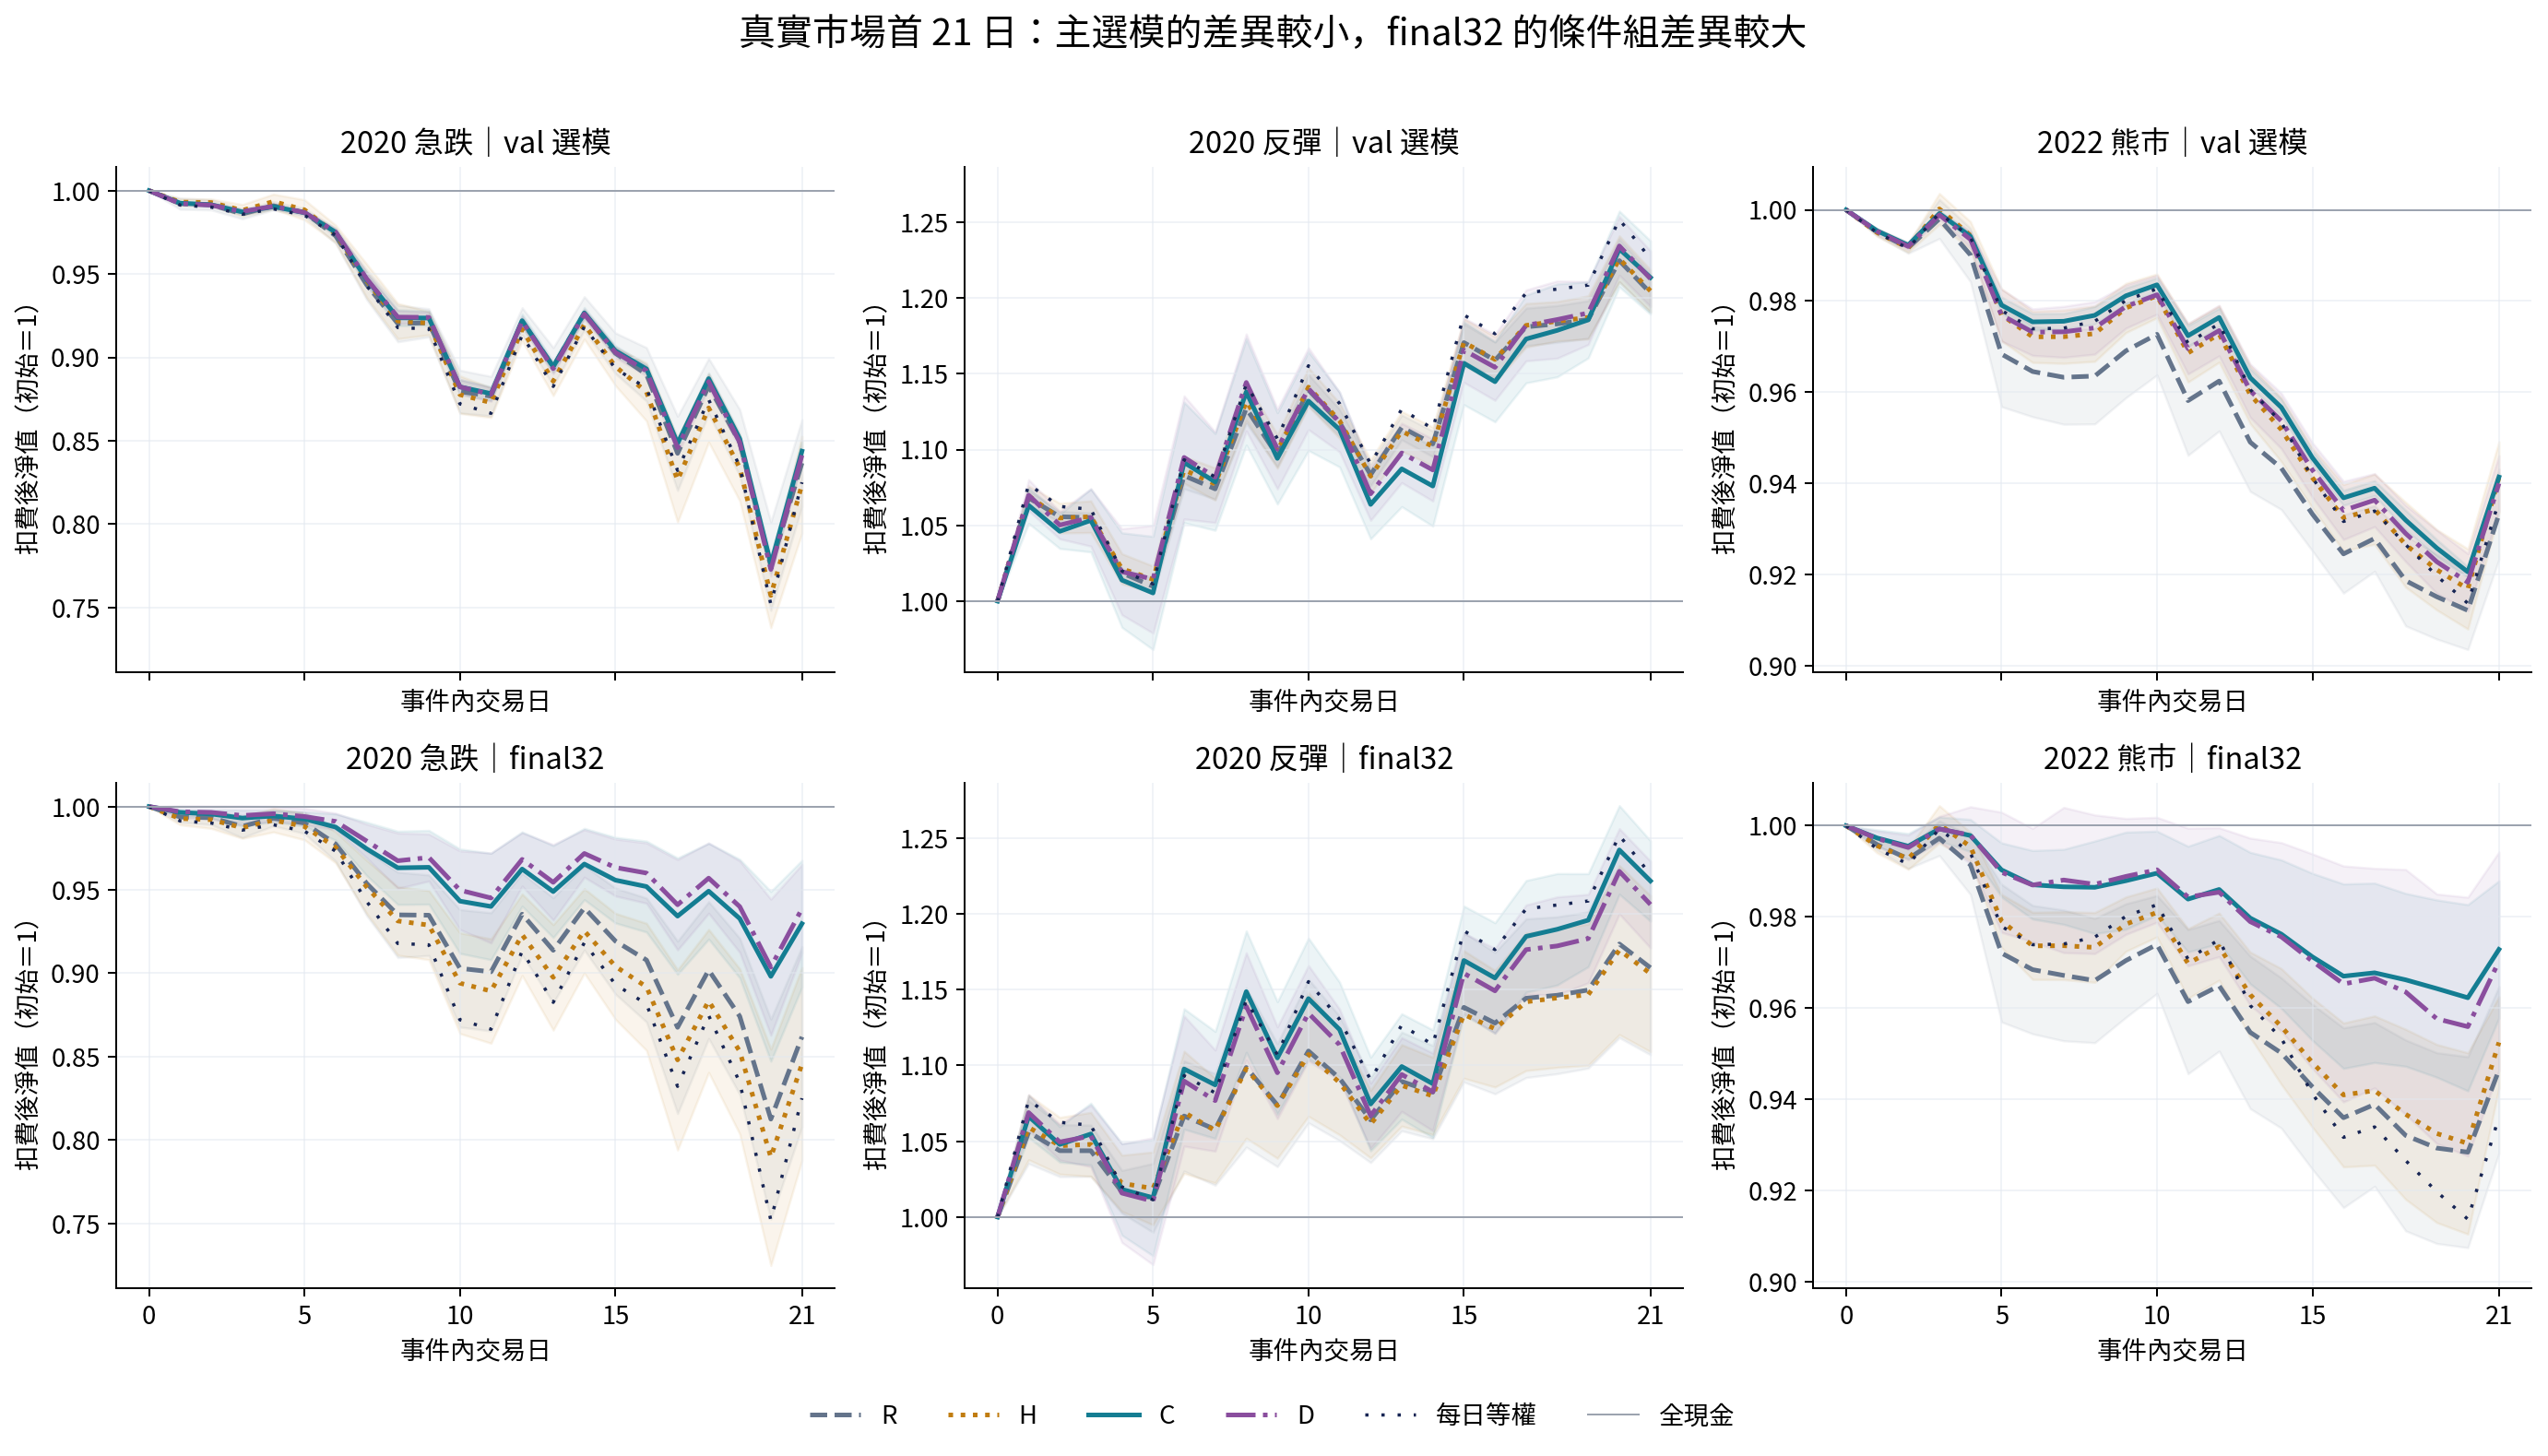 真實市場首 21 日：主選模的差異較小，final32 的條件組差異較大
2020 急跌｜val 選模
1.00
0.95
0.90
0.85
0.80
0.75
扣費後淨值（初始＝1）
事件內交易日
2020 反彈｜val 選模
1.25
1.20
1.15
1.10
1.05
1.00
扣費後淨值（初始＝1）
事件內交易日
2022 熊市｜val 選模
1.00
0.98
0.96
0.94
0.92
0.90
扣費後淨值（初始＝1）
事件內交易日
2020 急跌｜final32
1.00
0.95
0.90
0.85
0.80
0.75
扣費後淨值（初始＝1）
0 5 10 15 21
事件內交易日
2020 反彈｜final32
1.25
1.20
1.15
1.10
1.05
1.00
扣費後淨值（初始＝1）
0 5 10 15 21
事件內交易日
2022 熊市｜final32
1.00
0.98
0.96
0.94
0.92
0.90
扣費後淨值（初始＝1）
0 5 10 15 21
事件內交易日
R H C D 每日等權 全現金